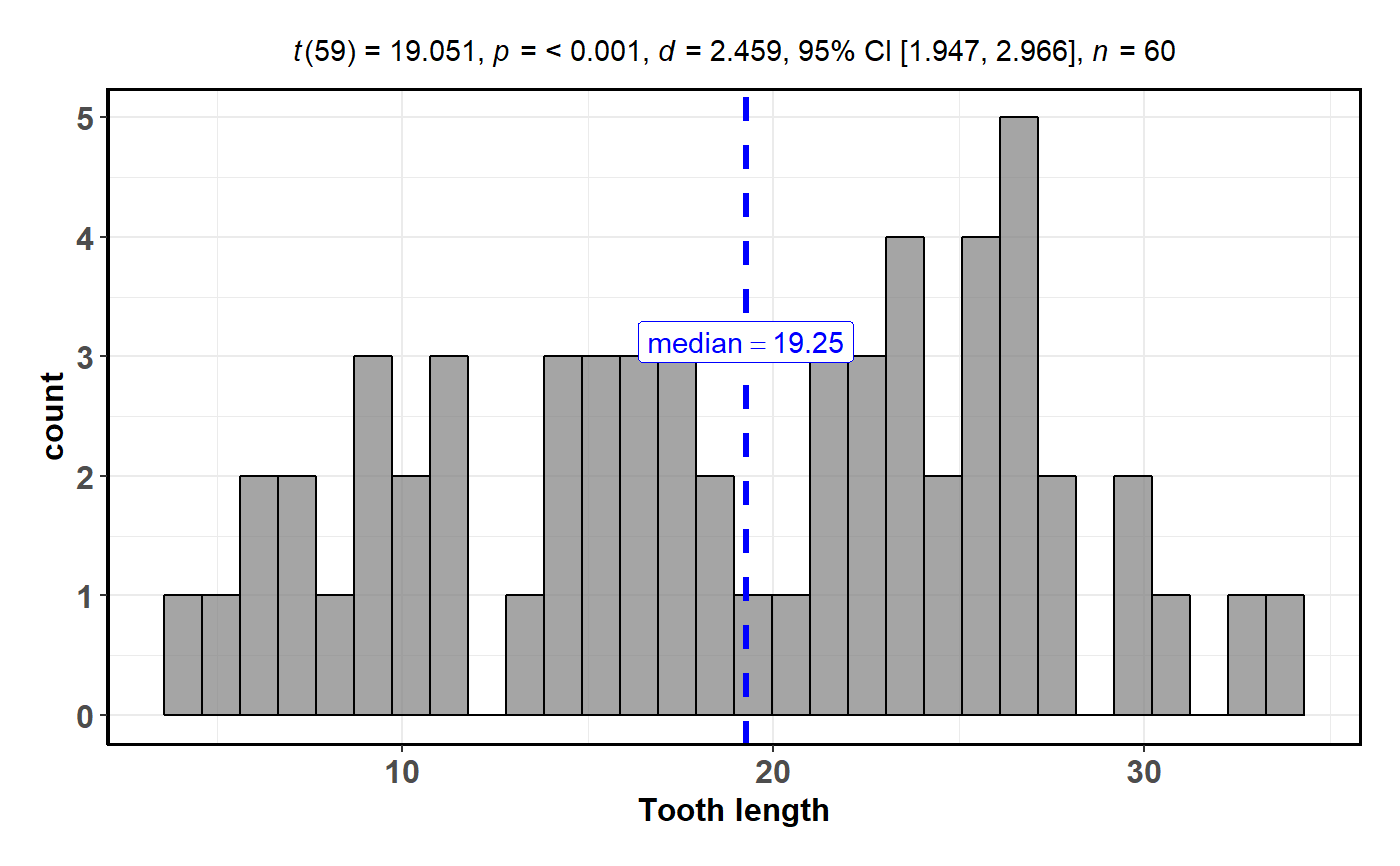 t(59) = 19.051, p = < 0.001, d = 2.459, 95% CI [1.947, 2.966], n = 60
5
4
3
2
1
0
count
median = 19.25
10 20 30
Tooth length